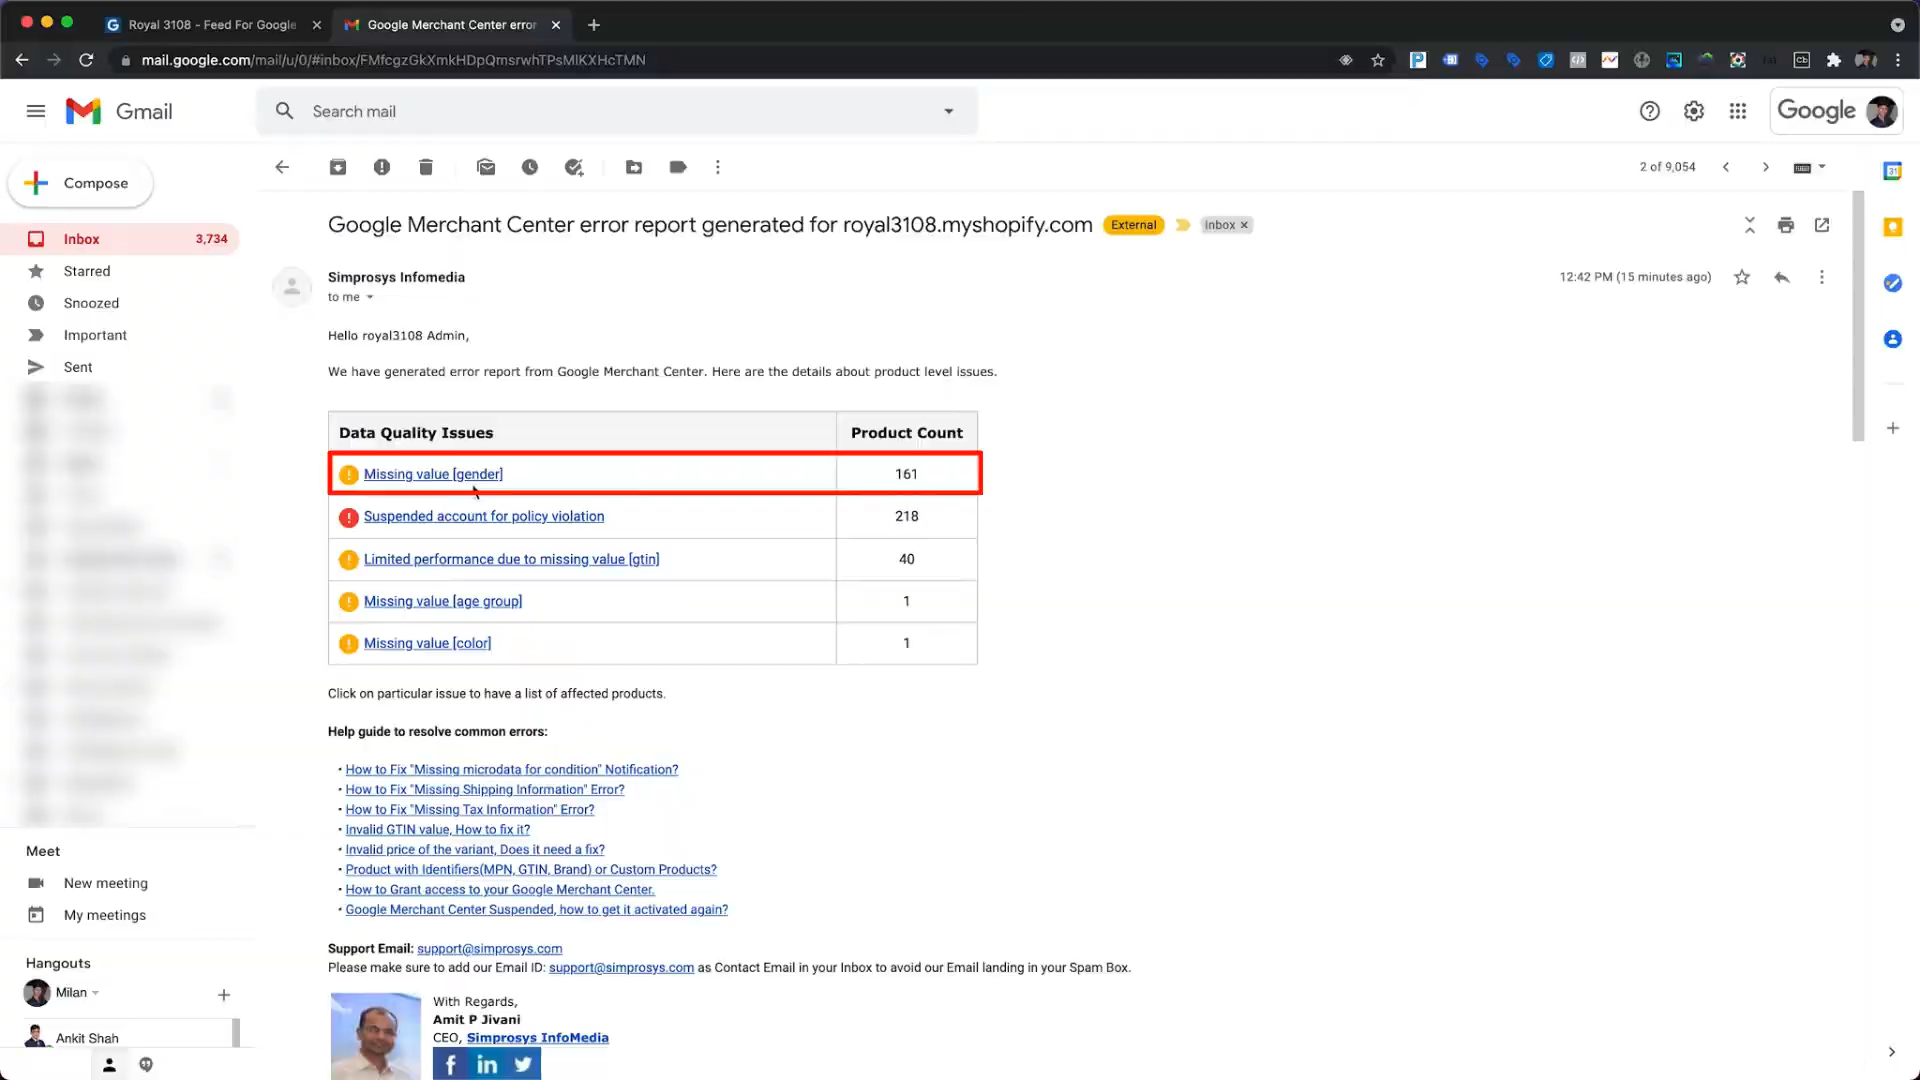 Royal 3108 - Feed For Google
Google Merchant Center error
mail.google.com/mail/u/0/#inbox/FMfcgzGkXmkHDpQmsrwhTPsMlKXHcTMN
Gmail
Search mail
Google
Compose
2 of 9,054
Inbox 3,734
Starred
Snoozed
Important
Sent
Google Merchant Center error report generated for royal3108.myshopify.com External Inbox
Simprosys Infomedia
12:42 PM (15 minutes ago)
to me
Hello royal3108 Admin,
We have generated error report from Google Merchant Center. Here are the details about product level issues.
Data Quality Issues Product Count
Missing value [gender] 161
Suspended account for policy violation 218
Limited performance due to missing value [gtin] 40
Missing value [age group] 1
Missing value [color] 1
Click on particular issue to have a list of affected products.
Help guide to resolve common errors:
• How to Fix "Missing microdata for condition" Notification?
• How to Fix "Missing Shipping Information" Error?
• How to Fix "Missing Tax Information" Error?
• Invalid GTIN value, How to fix it?
• Invalid price of the variant, Does it need a fix?
• Product with Identifiers(MPN, GTIN, Brand) or Custom Products?
• How to Grant access to your Google Merchant Center.
• Google Merchant Center Suspended, how to get it activated again?
Support Email: support@simprosys.com
Please make sure to add our Email ID: support@simprosys.com as Contact Email in your Inbox to avoid our Email landing in your Spam Box.
With Regards,
Amit P Jivani
CEO, Simprosys InfoMedia
Meet
New meeting
My meetings
Hangouts
Milan
Ankit Shah